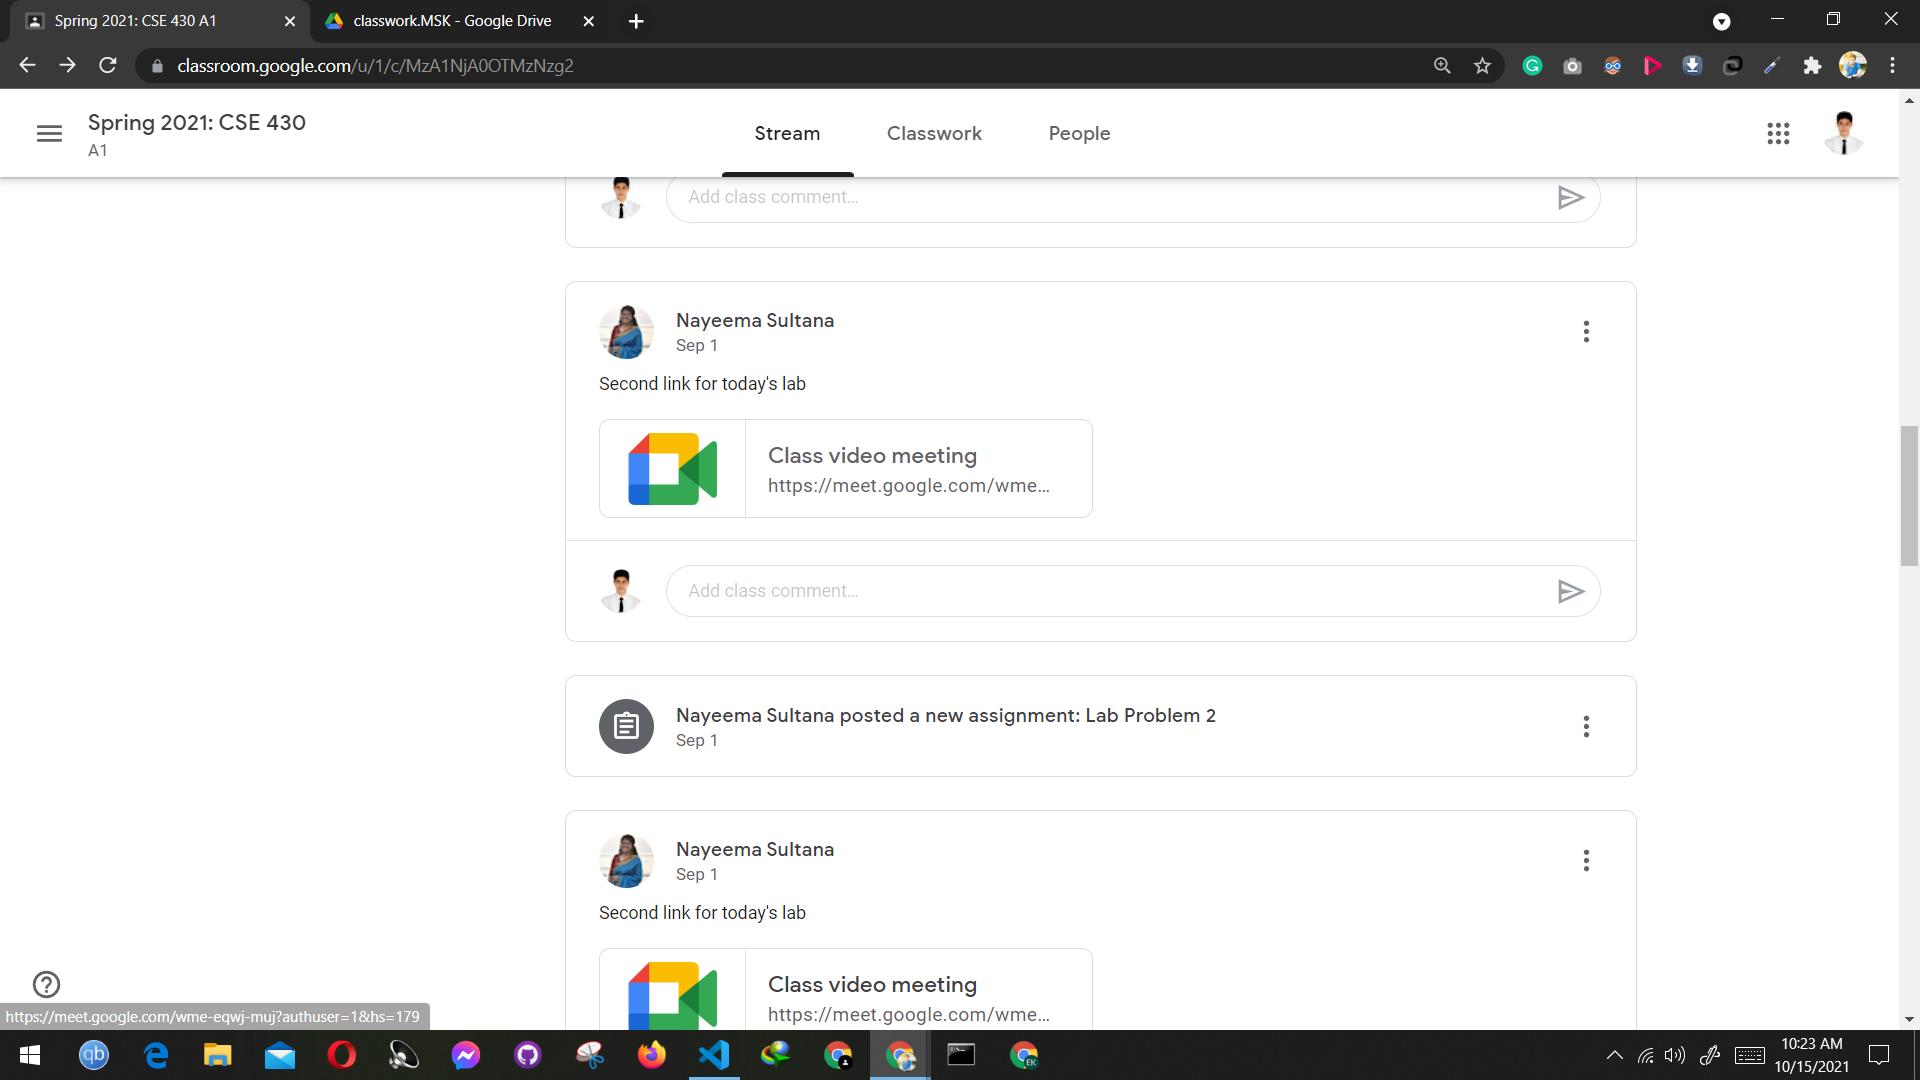 Spring 2021: CSE 430 A1
classwork.MSK - Google Drive
classroom.google.com/u/1/c/MzA1NjA0OTMzNzg2
Spring 2021: CSE 430
A1
Stream
Classwork
People
Add class comment…
Nayeema Sultana
Sep 1
Second link for today's lab
Class video meeting
https://meet.google.com/wme…
Add class comment…
Nayeema Sultana posted a new assignment: Lab Problem 2
Sep 1
Nayeema Sultana
Sep 1
Second link for today's lab
Class video meeting
https://meet.google.com/wme…
https://meet.google.com/wme-eqwj-muj?authuser=1&hs=179
qb
EK
10:23 AM
10/15/2021